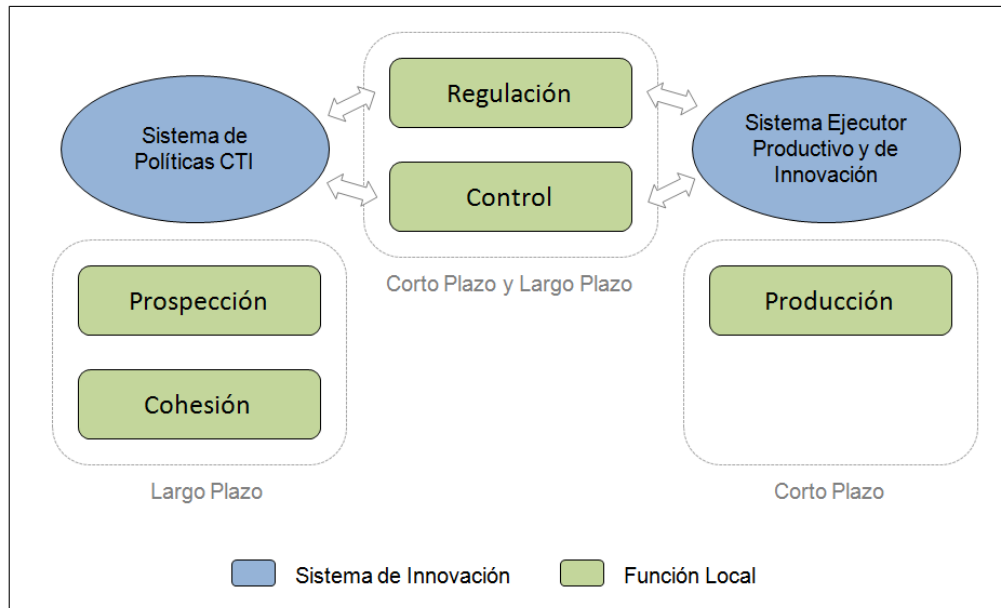 Regulación
Control
Corto Plazo y Largo Plazo
Sistema de
Políticas CTI
Prospección
Cohesión
Largo Plazo
Sistema Ejecutor
Productivo y de
Innovación
Producción
Corto Plazo
Sistema de Innovación
Función Local